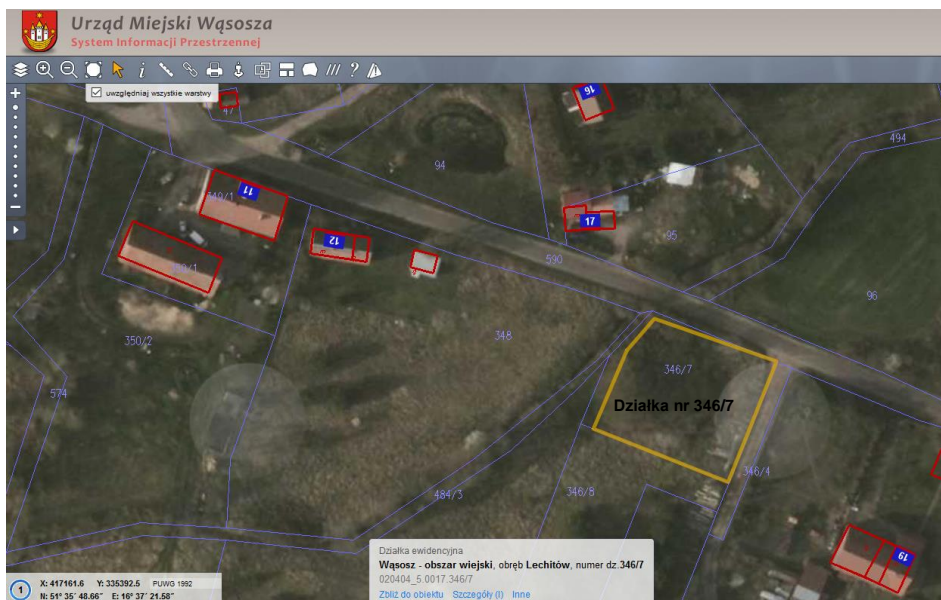 Urząd Miejski Wąsosza
System Informacji Przestrzennej
uwzględniaj wszystkie warstwy
47
16
494
94
349/1
11
17
95
12
590
96
350/2
348
346/7
574
Działka nr 346/7
346/4
484/3
346/8
19
Działka ewidencyjna
Wąsosz - obszar wiejski, obręb Lechitów, numer dz.346/7
020404_5.0017.346/7
Zbliż do obiektu Szczegóły (I) Inne
1
X: 417161.6 Y: 335392.5 PUWG 1992
N: 51° 35' 48.66" E: 16° 37' 21.58"